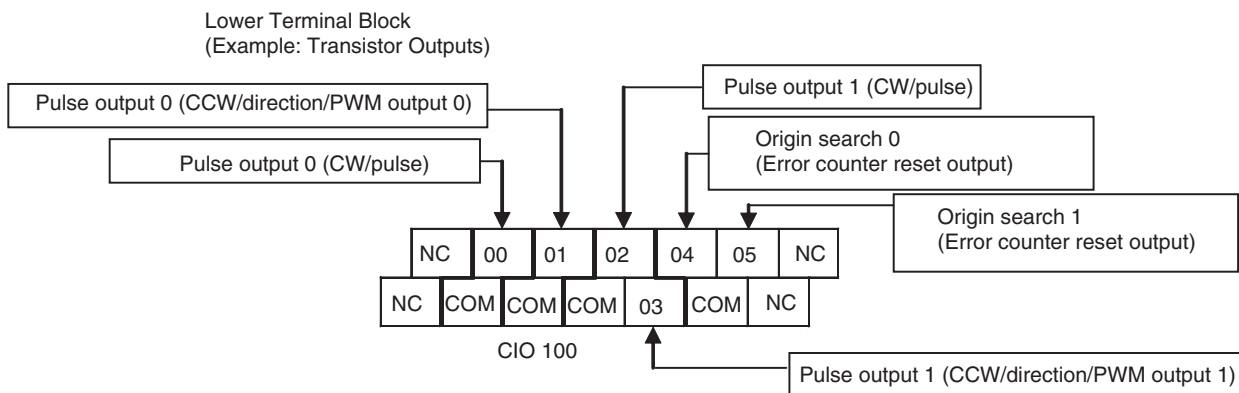 Lower Terminal Block
(Example: Transistor Outputs)
Pulse output 0 (CCW/direction/PWM output 0)
Pulse output 1 (CW/pulse)
Pulse output 0 (CW/pulse)
Origin search 0
(Error counter reset output)
Origin search 1
(Error counter reset output)
NC 00 01 02 04 05 NC
NC COM COM COM 03 COM NC
CIO 100
Pulse output 1 (CCW/direction/PWM output 1)